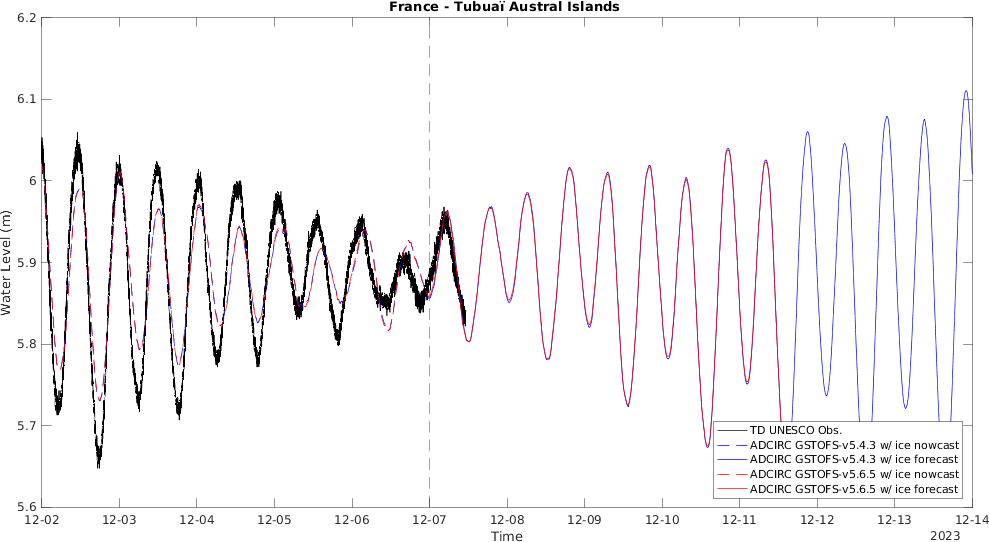 France - Tubuaï Austral Islands
6.2
6.1
6
5.9
5.8
5.7
5.6
Water Level (m)
TD UNESCO Obs.
ADCIRC GSTOFS-v5.4.3 w/ ice nowcast
ADCIRC GSTOFS-v5.4.3 w/ ice forecast
ADCIRC GSTOFS-v5.6.5 w/ ice nowcast
ADCIRC GSTOFS-v5.6.5 w/ ice forecast
12-02 12-03 12-04 12-05 12-06 12-07 12-08 12-09 12-10 12-11 12-12 12-13 12-14
Time
2023